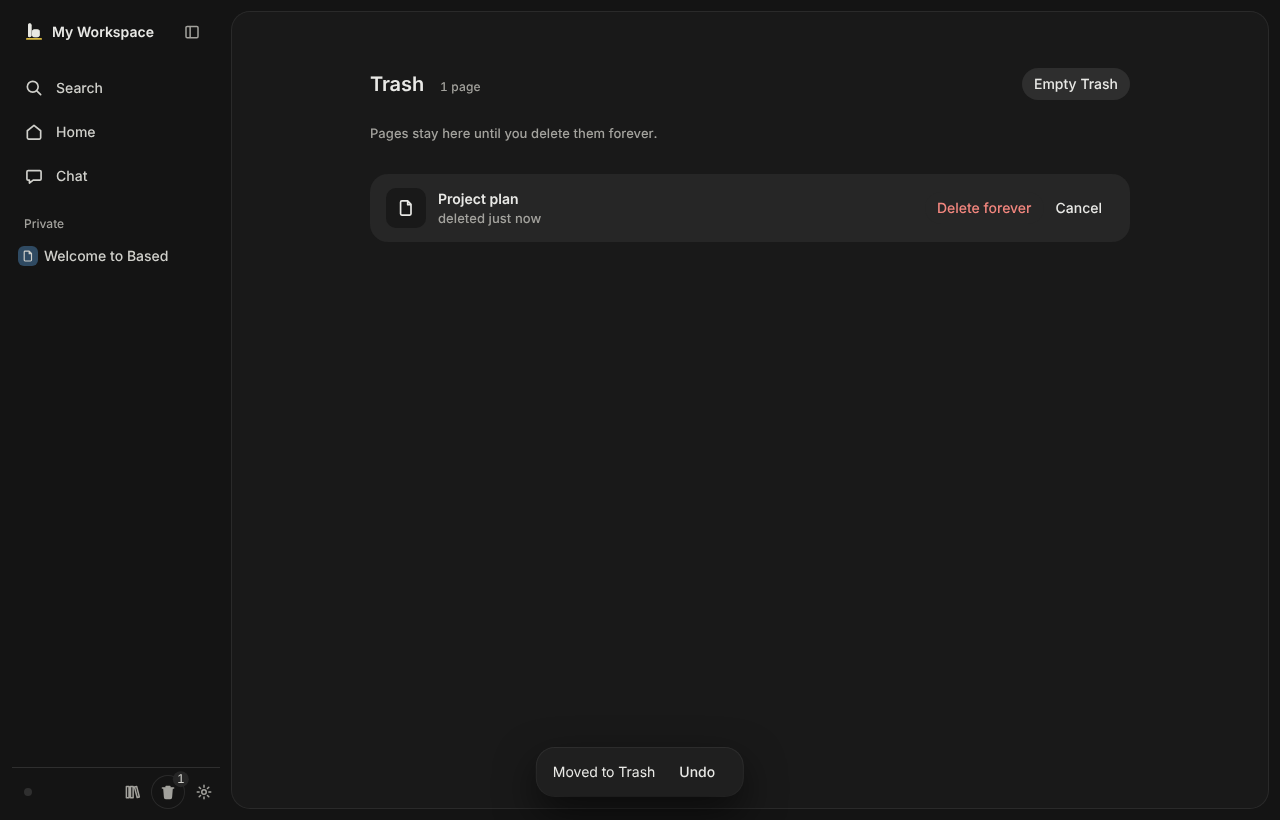 My Workspace
Search
Home
Chat
Private
Welcome to Based
1
Trash
1 page
Empty Trash
Pages stay here until you delete them forever.
Project plan
deleted just now
Delete forever
Cancel
Moved to Trash
Undo